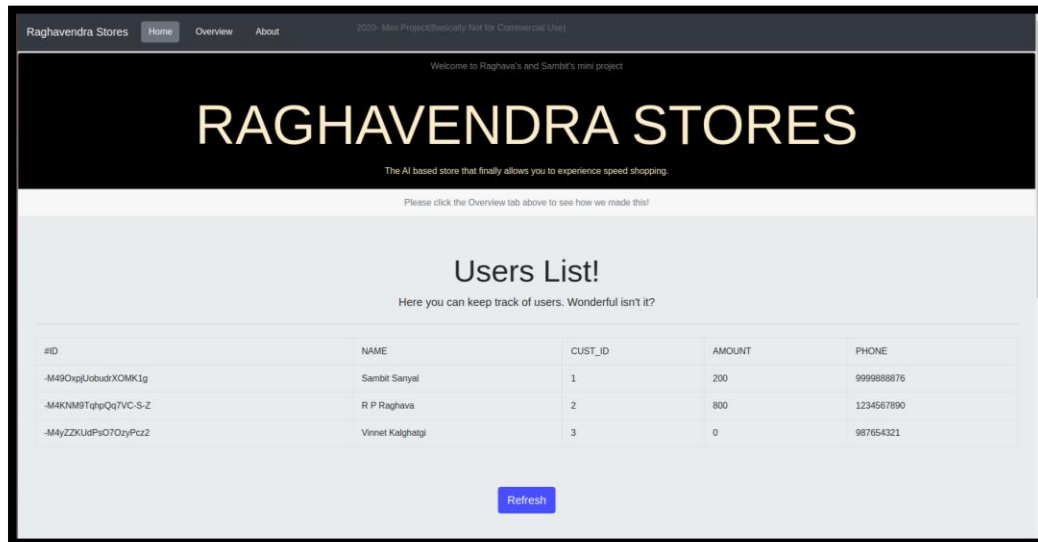 Raghavendra Stores Home Overview About 2020- Mini Project(Basically Not for Commercial Use)
Welcome to Raghava's and Sambit's mini project
RAGHAVENDRA STORES
The AI based store that finally allows you to experience speed shopping.
Please click the Overview tab above to see how we made this!
Users List!
Here you can keep track of users. Wonderful isn't it?
#ID NAME CUST_ID AMOUNT PHONE
-M49OxpjUobudrXOMK1g Sambit Sanyal 1 200 9999888876
-M4KNM9TqhpQq7VC-S-Z R P Raghava 2 800 1234567890
-M4yZZKUdPsO7OzyPcz2 Vinnet Kalghatgi 3 0 987654321
Refresh